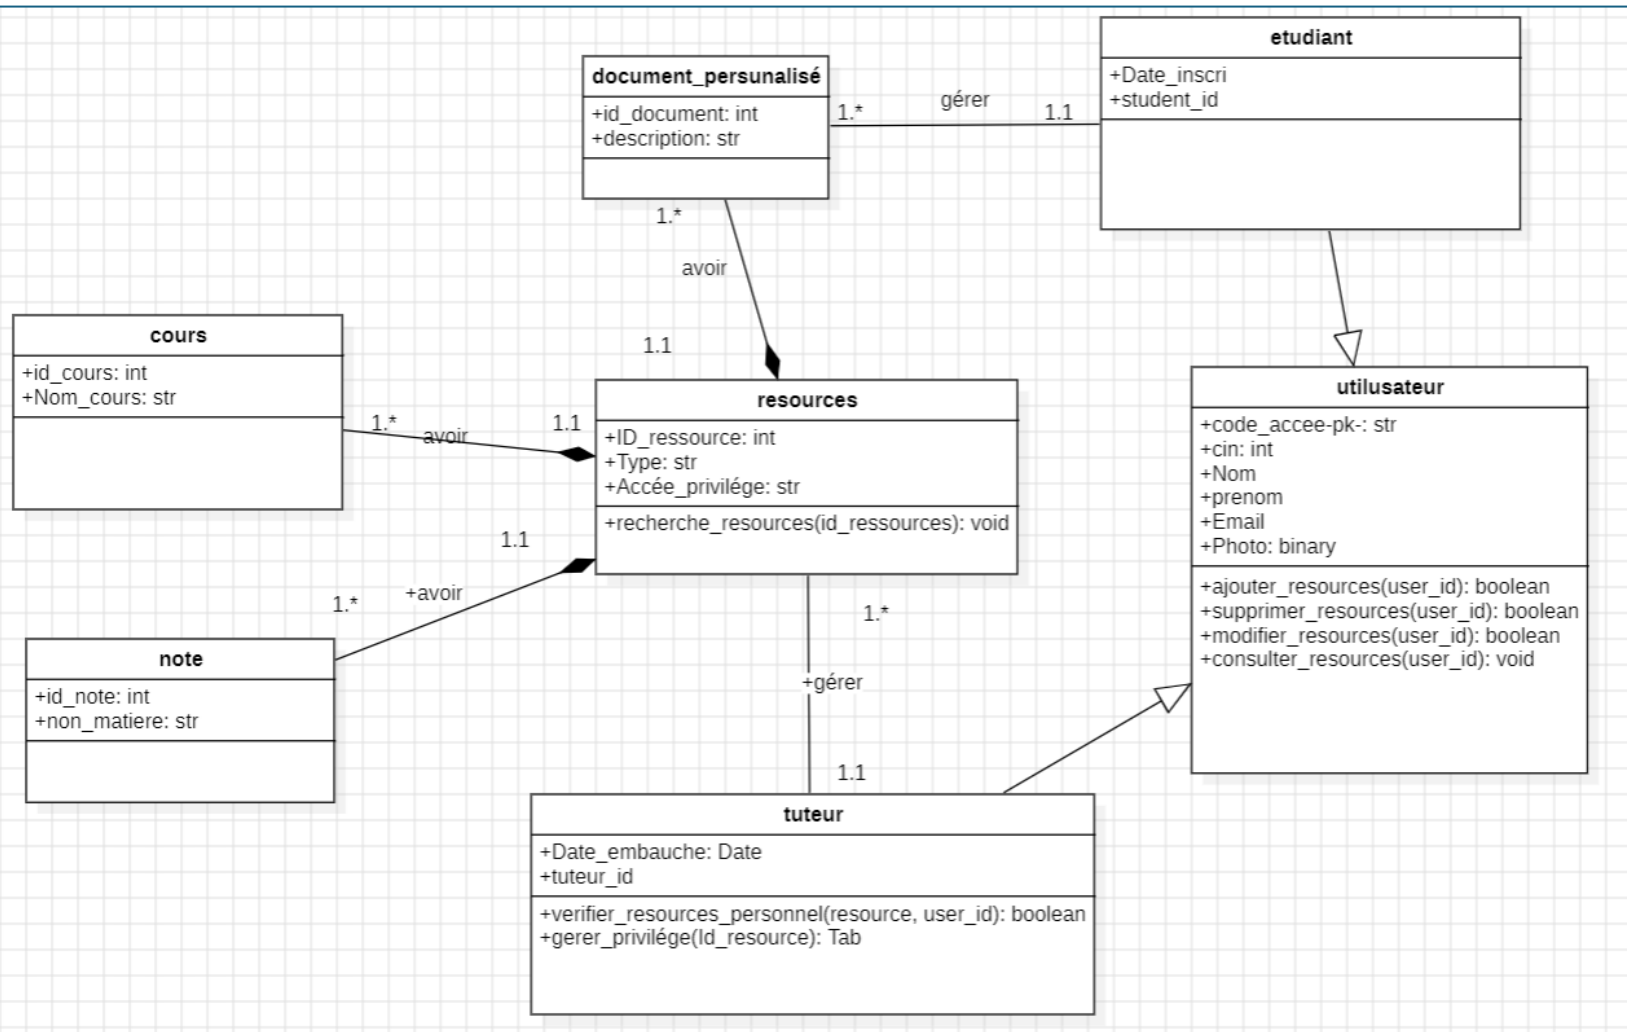 etudiant
+Date_inscri
+student_id
document_persunalisé
+id_document: int
+description: str
1.*
gérer
1.1
1.*
avoir
1.1
cours
+id_cours: int
+Nom_cours: str
1.*
avoir
1.1
resources
+ID_ressource: int
+Type: str
+Accée_privilége: str
+recherche_resources(id_ressources): void
utilusateur
+code_accee-pk-: str
+cin: int
+Nom
+prenom
+Email
+Photo: binary
+ajouter_resources(user_id): boolean
+supprimer_resources(user_id): boolean
+modifier_resources(user_id): boolean
+consulter_resources(user_id): void
1.1
+avoir
1.*
note
+id_note: int
+non_matiere: str
1.*
+gérer
1.1
tuteur
+Date_embauche: Date
+tuteur_id
+verifier_resources_personnel(resource, user_id): boolean
+gerer_privilége(Id_resource): Tab